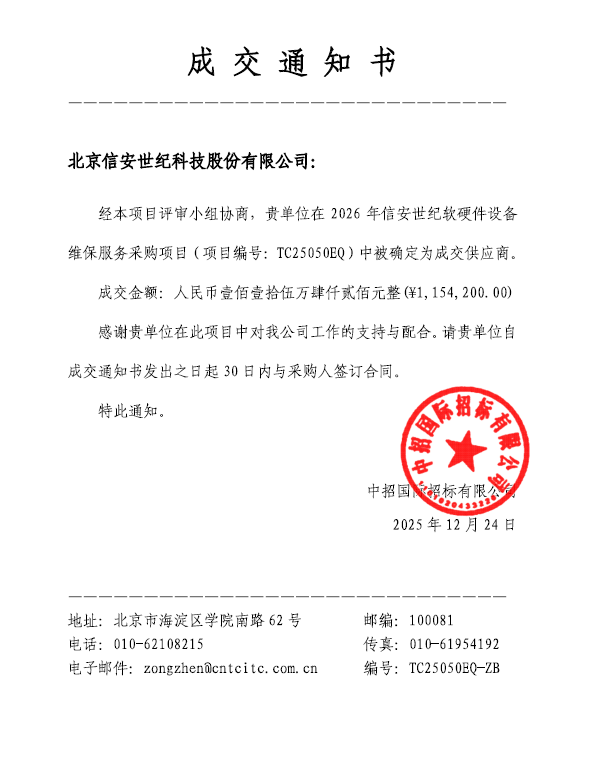 成交通知书
北京信安世纪科技股份有限公司：
经本项目评审小组协商，贵单位在 2026 年信安世纪软硬件设备
维保服务采购项目（项目编号：TC25050EQ）中被确定为成交供应商。
成交金额：人民币壹佰壹拾伍万肆仟贰佰元整(¥1,154,200.00)
感谢贵单位在此项目中对我公司工作的支持与配合。请贵单位自
成交通知书发出之日起 30 日内与采购人签订合同。
特此通知。
中招国际招标有限公司
中招国际招标有限公司
2025 年 12 月 24 日
地址：北京市海淀区学院南路 62 号
邮编：100081
电话：010-62108215
传真：010-61954192
电子邮件：zongzhen@cntcitc.com.cn
编号：TC25050EQ-ZB